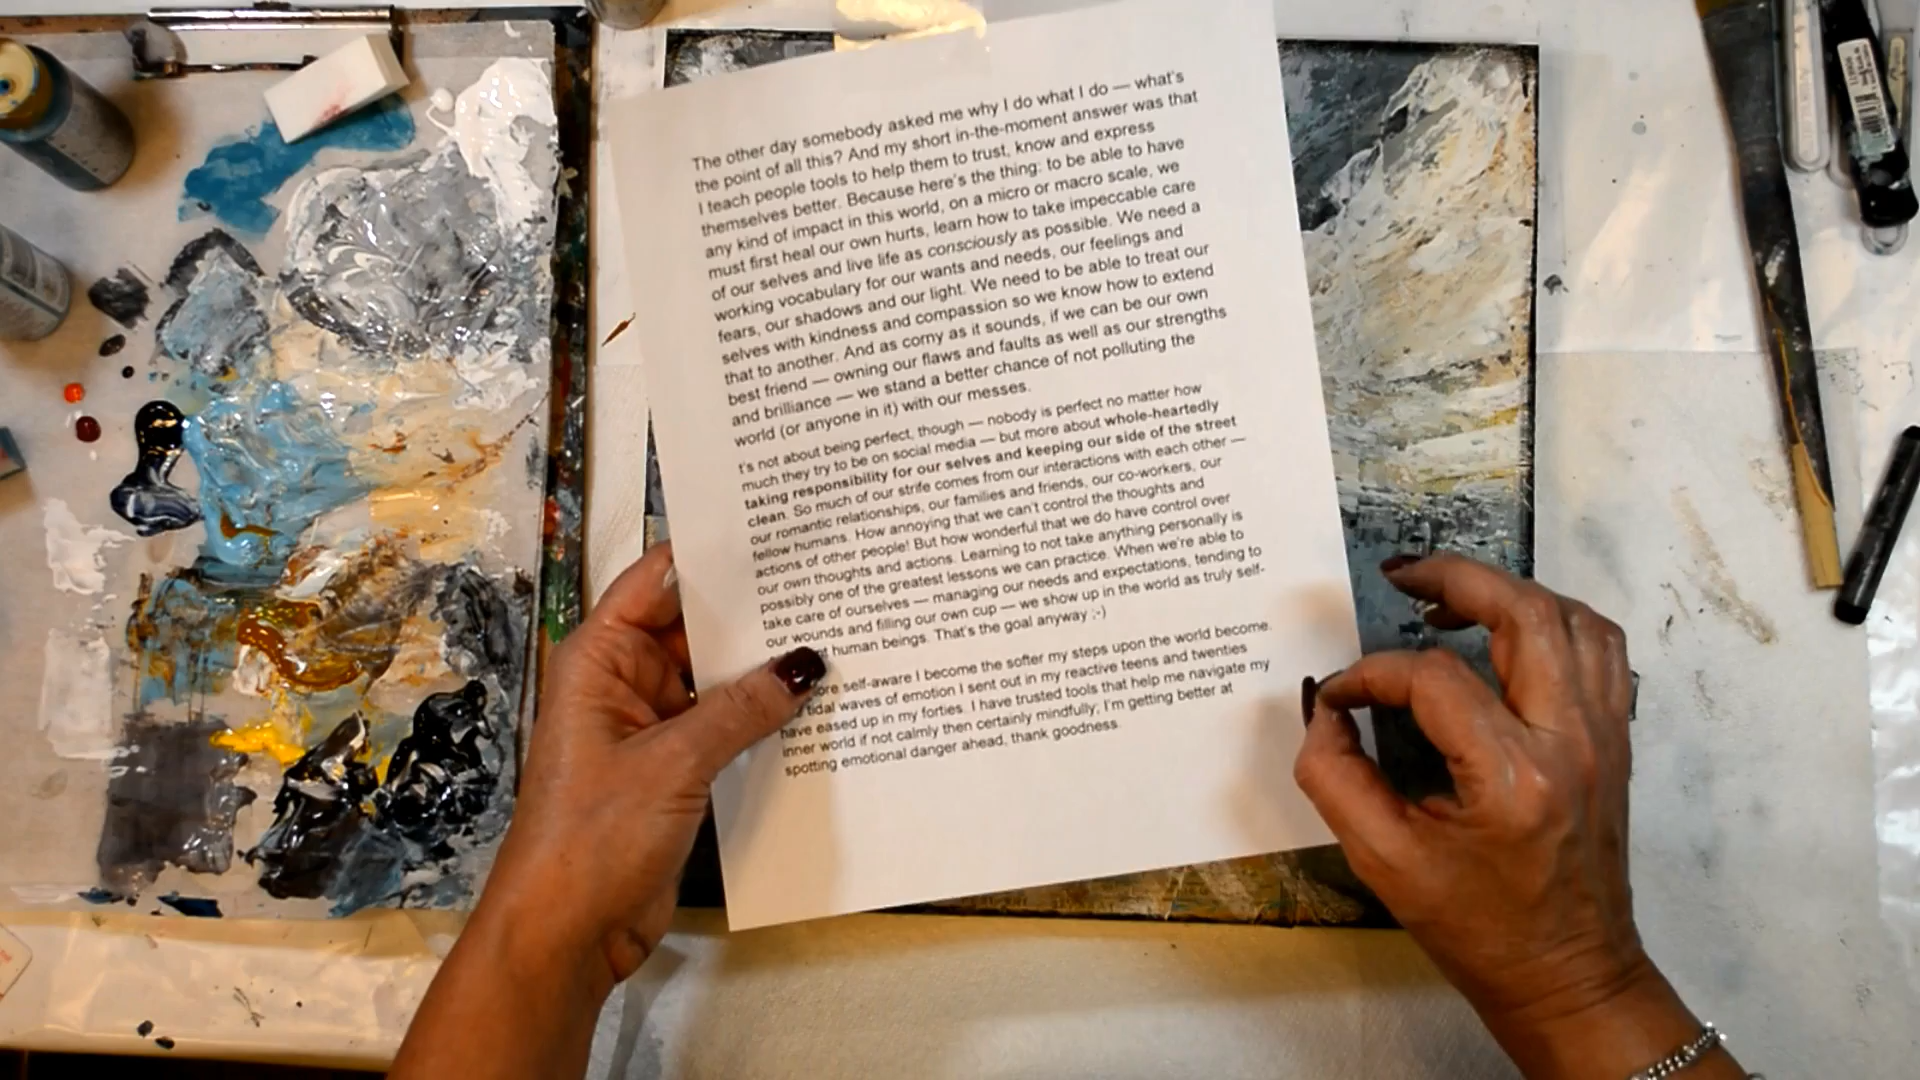 The other day somebody asked me why I do what I do — what's
the point of all this? And my short in-the-moment answer was that
I teach people tools to help them to trust, know and express
themselves better. Because here's the thing: to be able to have
any kind of impact in this world, on a micro or macro scale, we
must first heal our own hurts, learn how to take impeccable care
of our selves and live life as consciously as possible. We need a
working vocabulary for our wants and needs, our feelings and
fears, our shadows and our light. We need to be able to treat our
selves with kindness and compassion so we know how to extend
that to another. And as corny as it sounds, if we can be our own
best friend — owning our flaws and faults as well as our strengths
and brilliance — we stand a better chance of not polluting the
world (or anyone in it) with our messes.
t's not about being perfect, though — nobody is perfect no matter how
much they try to be on social media — but more about whole-heartedly
taking responsibility for our selves and keeping our side of the street
clean. So much of our strife comes from our interactions with each other —
our romantic relationships, our families and friends, our co-workers, our
fellow humans. How annoying that we can't control the thoughts and
actions of other people! But how wonderful that we do have control over
our own thoughts and actions. Learning to not take anything personally is
possibly one of the greatest lessons we can practice. When we're able to
take care of ourselves — managing our needs and expectations, tending to
our wounds and filling our own cup — we show up in the world as truly self-
human beings. That's the goal anyway ;-)
self-aware I become the softer my steps upon the world become.
tidal waves of emotion I sent out in my reactive teens and twenties
have eased up in my forties. I have trusted tools that help me navigate my
inner world if not calmly then certainly mindfully; I'm getting better at
spotting emotional danger ahead, thank goodness.